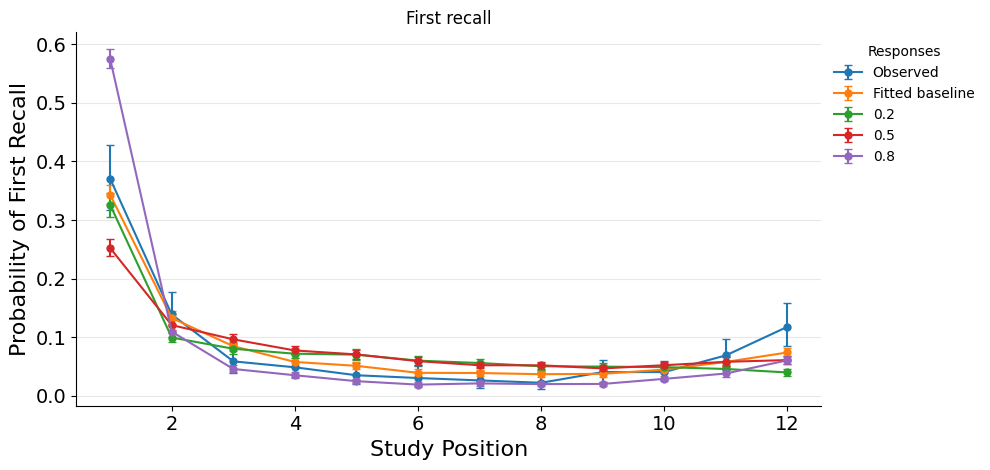 First recall
Probability of First Recall
0.6
0.5
0.4
0.3
0.2
0.1
0.0
2 4 6 8 10 12
Study Position
Responses
Observed
Fitted baseline
0.2
0.5
0.8